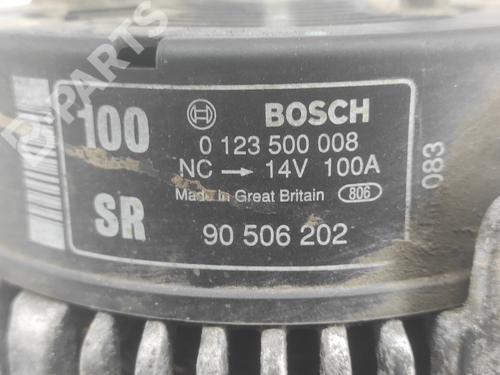 B PARTS
100
BOSCH
0 123 500 008
NC → 14V 100A
Made in Great Britain 806
SR
90 506 202
083